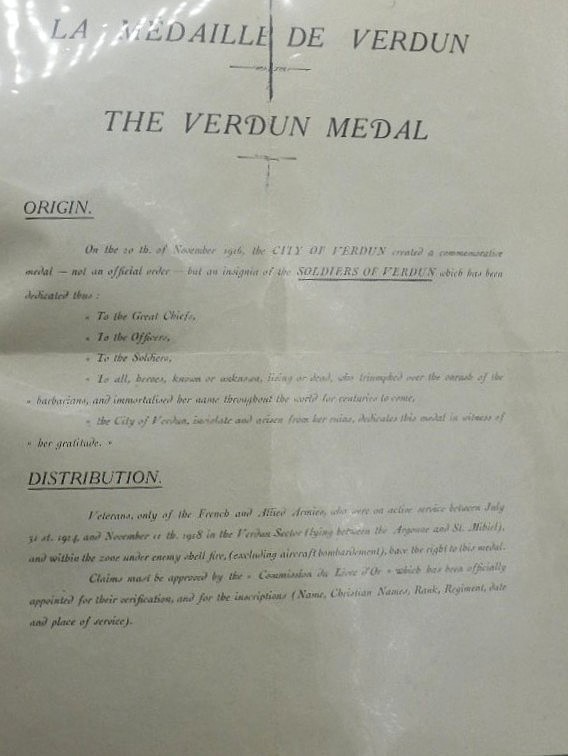 LA MÉDAILLE DE VERDUN
THE VERDUN MEDAL
ORIGIN.
On the 20 th. of November 1916, the CITY OF VERDUN created a commemorative
medal — not an official order — but an insignia of the SOLDIERS OF VERDUN which has been
dedicated thus :
« To the Great Chiefs,
« To the Officers,
« To the Soldiers,
« To all, heroes, known or unknown, living or dead, who triumphed over the onrush of the
» barbarians, and immortalised her name throughout the world for centuries to come,
« the City of Verdun, inviolate and arisen from her ruins, dedicates this medal in witness of
» her gratitude. »
DISTRIBUTION.
Veterans, only of the French and Allied Armies, who were on active service between July
31 st. 1914, and November 11 th. 1918 in the Verdun Sector (lying between the Argonne and St. Mihiel),
and within the zone under enemy shell fire, (excluding aircraft bombardement), have the right to this medal.
Claims must be approved by the « Commission du Livre d'Or » which has been officially
appointed for their verification, and for the inscriptions (Name, Christian Names, Rank, Regiment, date
and place of service).